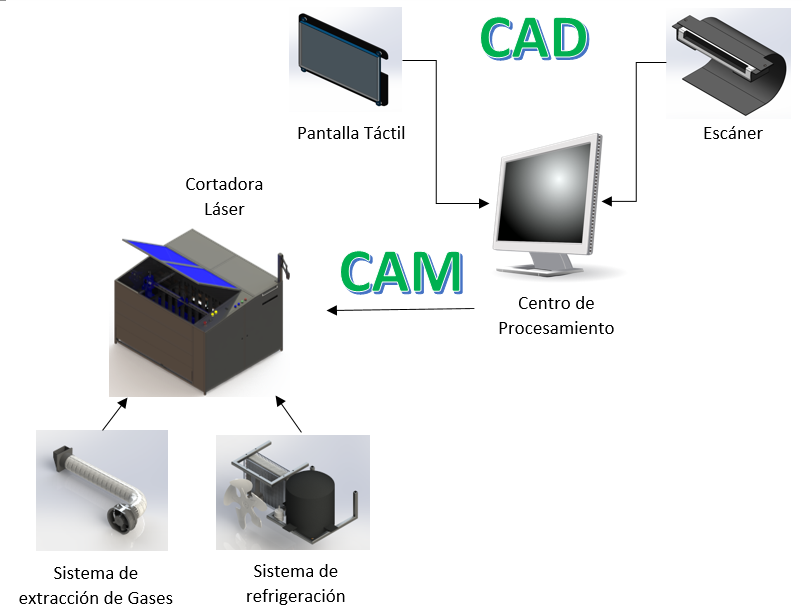 CAD
Pantalla Táctil
Escáner
Cortadora
Láser
CAM
Centro de
Procesamiento
Sistema de
extracción de Gases
Sistema de
refrigeración